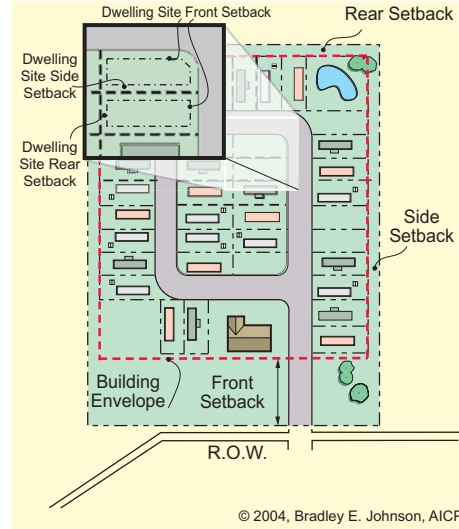 Dwelling Site Front Setback
Rear Setback
Dwelling
Site Side
Setback
Dwelling
Site Rear
Setback
Side
Setback
Building
Envelope
Front
Setback
R.O.W.
© 2004, Bradley E. Johnson, AICP